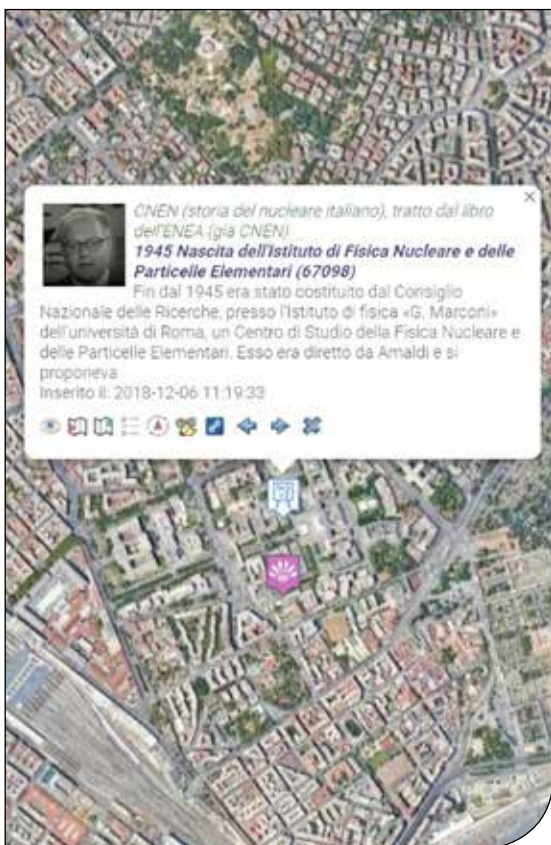 CNEN (storia del nucleare italiano), tratto dal libro
dell'ENEA (già CNEN)
1945 Nascita dell'Istituto di Fisica Nucleare e delle
Particelle Elementari (67098)
Fin dal 1945 era stato costituito dal Consiglio
Nazionale delle Ricerche, presso l'Istituto di fisica «G. Marconi»
dell'università di Roma, un Centro di Studio della Fisica Nucleare e
delle Particelle Elementari. Esso era diretto da Amaldi e si
proponeva
Inserito il: 2018-12-06 11:19:33